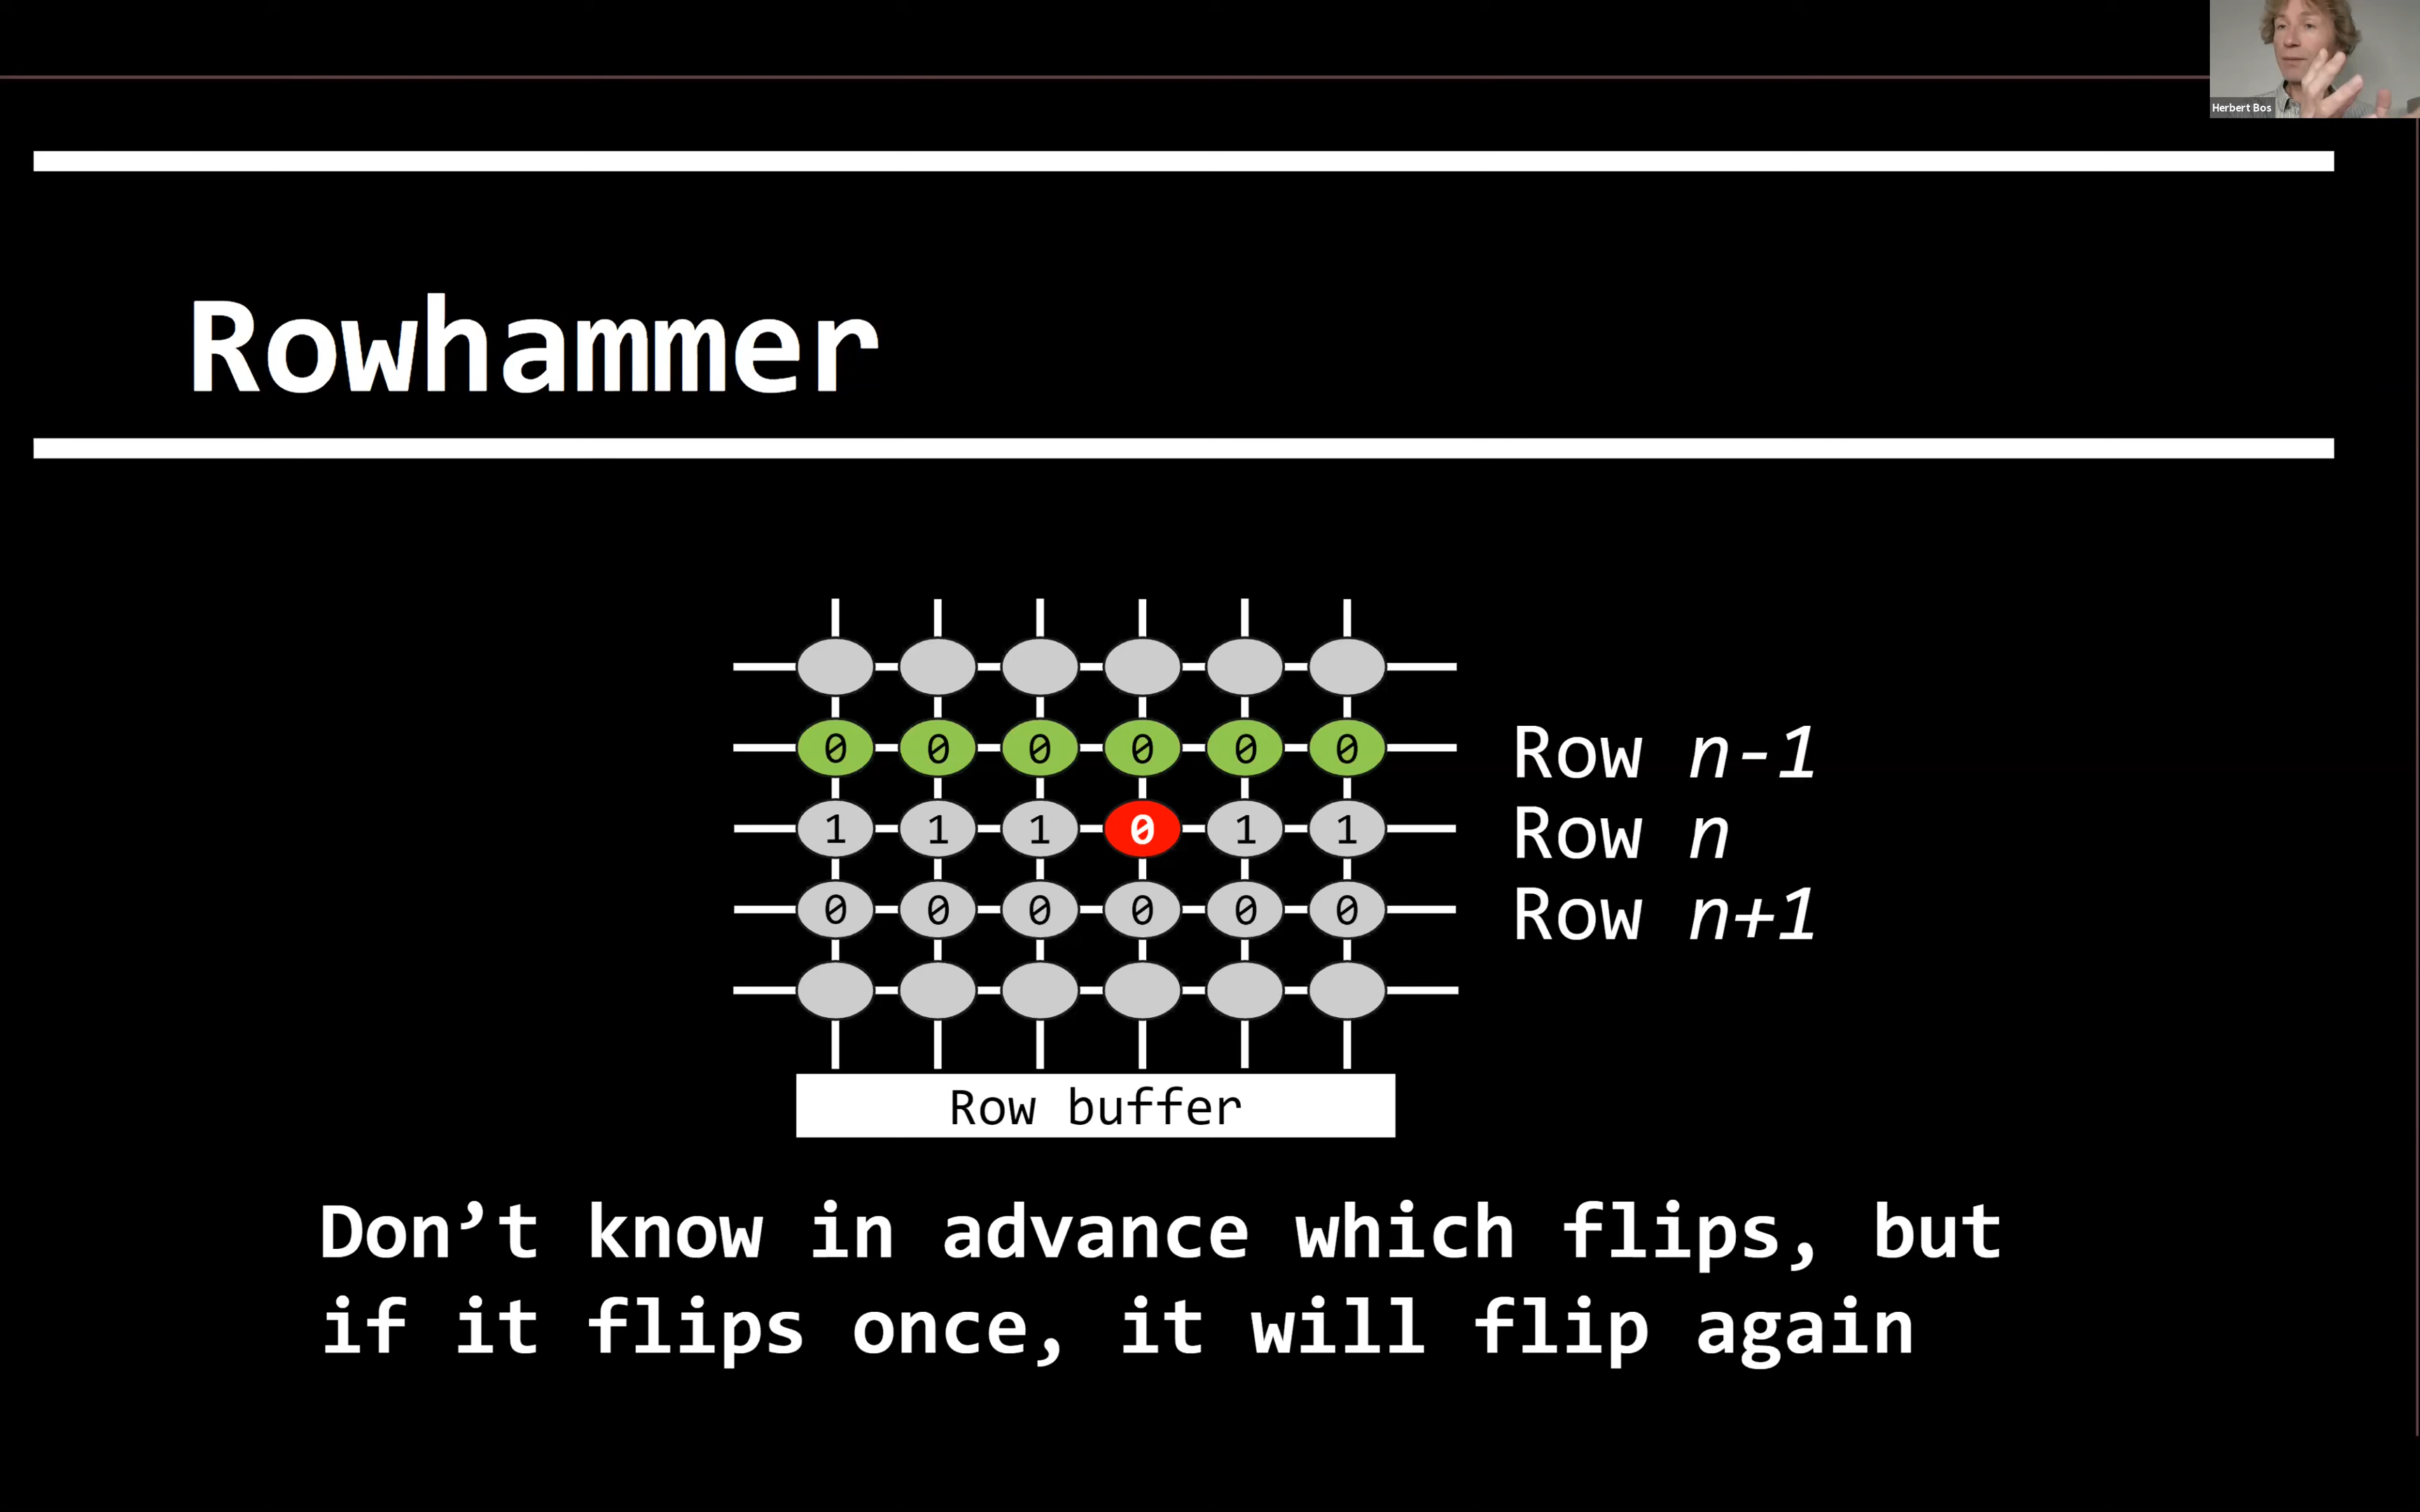 Herbert Bos
Rowhammer
0 0 0 0 0 0 Row n-1
1 1 1 0 1 1 Row n
0 0 0 0 0 0 Row n+1
Row buffer
Don’t know in advance which flips, but
if it flips once, it will flip again